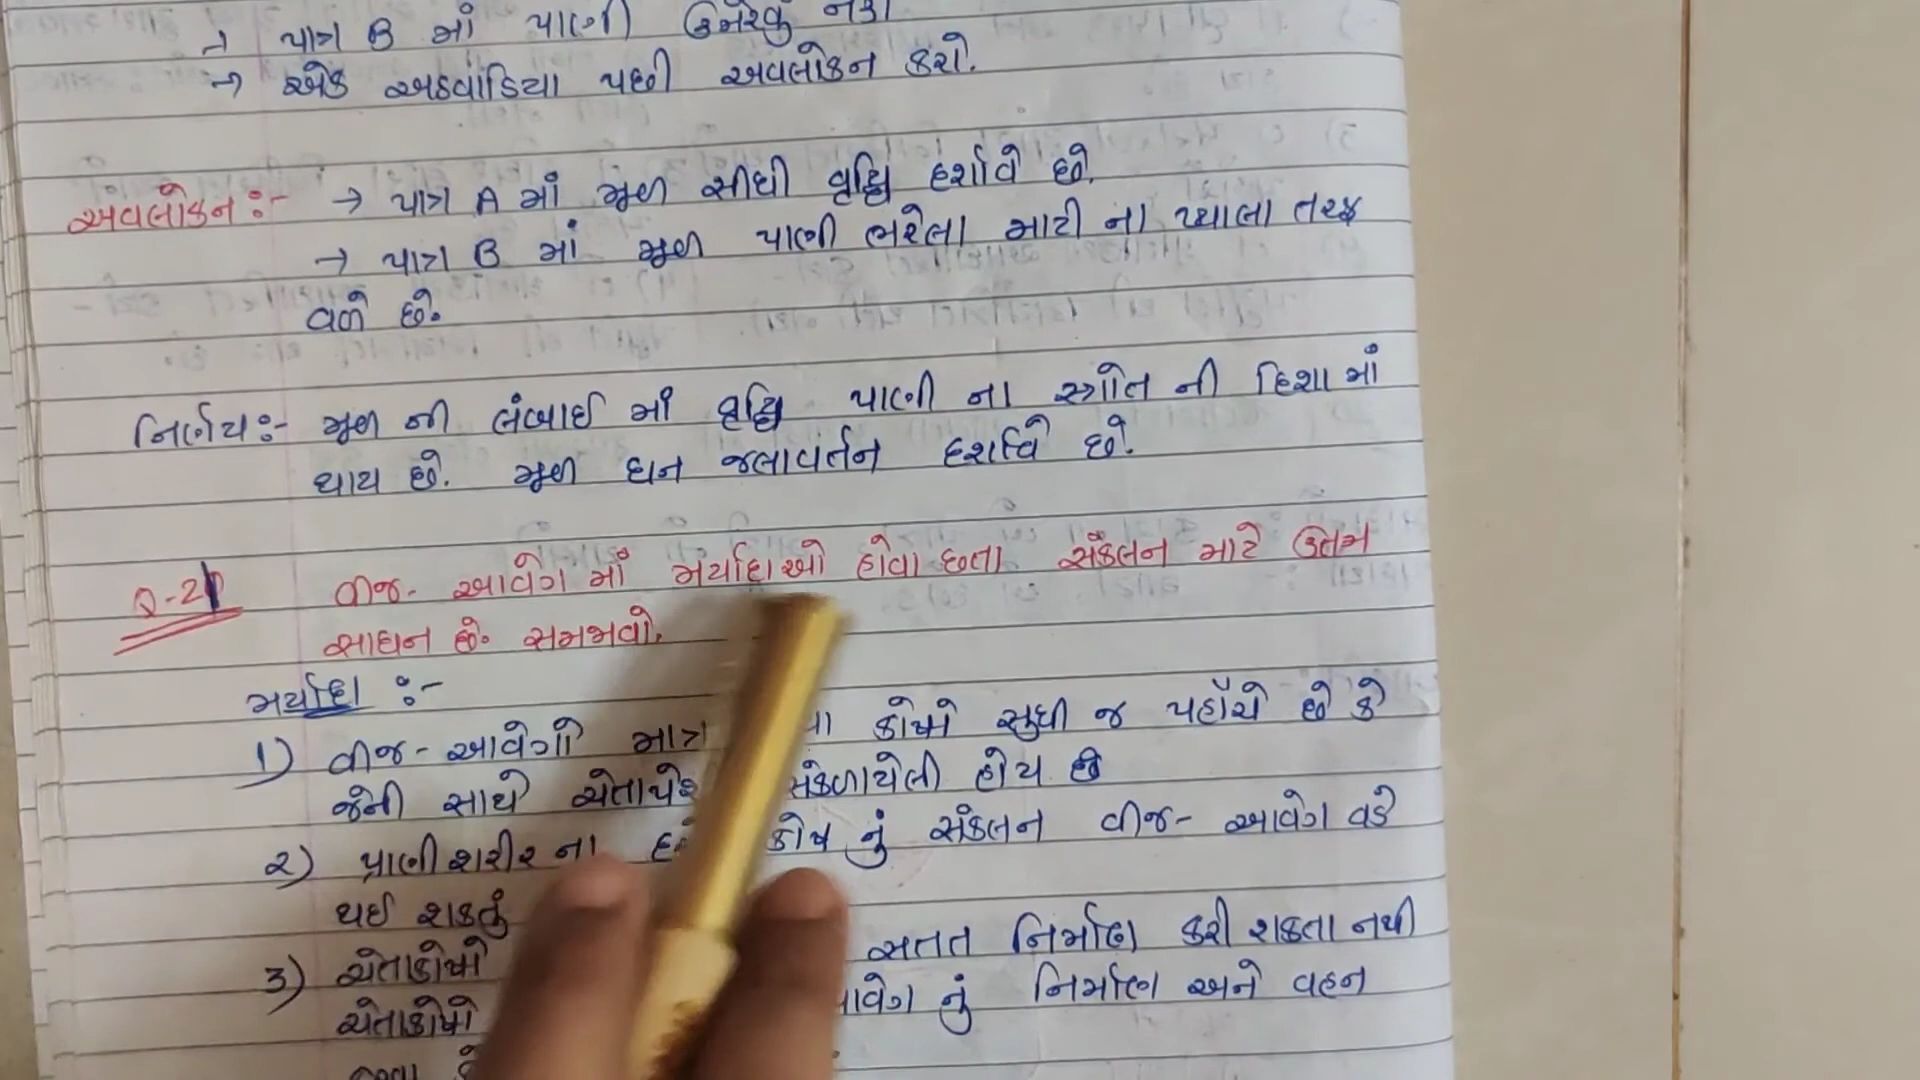 → પાત્ર B માં પાણી ઉમેરવું નહીં
→ એક અઠવાડિયા પછી અવલોકન કરો.
અવલોકન :- → પાત્ર A માં મૂળ સીધી વૃદ્ધિ દર્શાવે છે.
→ પાત્ર B માં મૂળ પાણી ભરેલા માટી ના પ્યાલા તરફ
વળે છે.
નિર્ણય :- મૂળ ની લંબાઈ માં વૃદ્ધિ પાણી ના સ્ત્રોત ની દિશા માં
થાય છે. મૂળ ધન જલાવર્તન દર્શાવે છે.
Q-21 વીજ- આવેગ માં મર્યાદાઓ હોવા છતા સંકલન માટે ઉત્તમ
સાધન છે. સમજાવો.
મર્યાદા :-
1) વીજ - આવેગો માત્ર કોષો સુધી જ પહોંચે છે કે
જેની સાથે સંકળાયેલી હોય છે
૨) પ્રાણી શરીર ના કોષ નું સંકલન વીજ - આવેગ વડે
થઈ શકતું
3) ચેતાકોષો સતત નિર્માણ કરી શકતા નથી
ચેતાકોષો નું નિર્માણ અને વહન